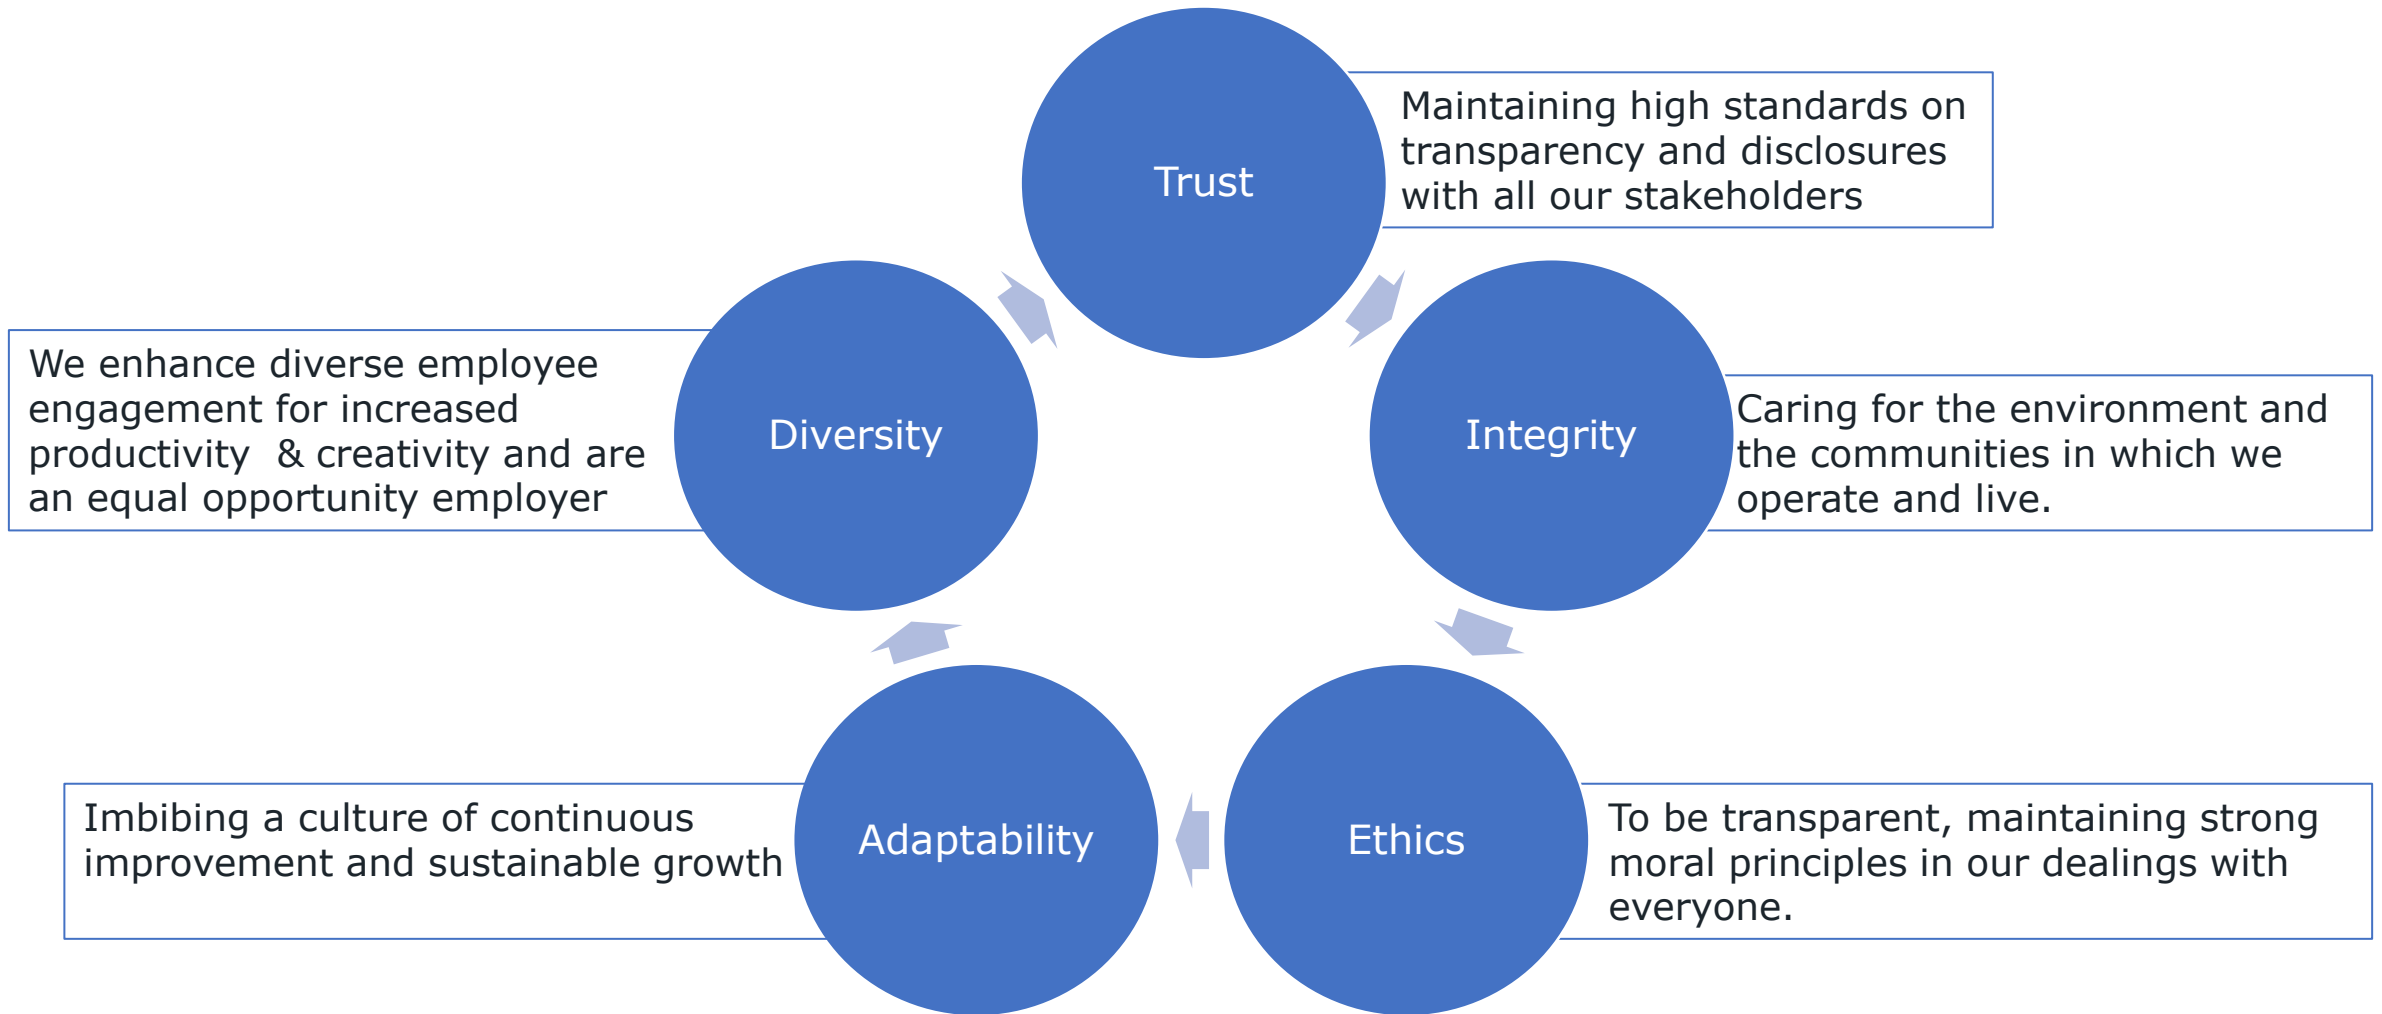 Trust
Maintaining high standards on
transparency and disclosures
with all our stakeholders
Integrity
Caring for the environment and
the communities in which we
operate and live.
Ethics
To be transparent, maintaining strong
moral principles in our dealings with
everyone.
Adaptability
Imbibing a culture of continuous
improvement and sustainable growth
Diversity
We enhance diverse employee
engagement for increased
productivity  & creativity and are
an equal opportunity employer